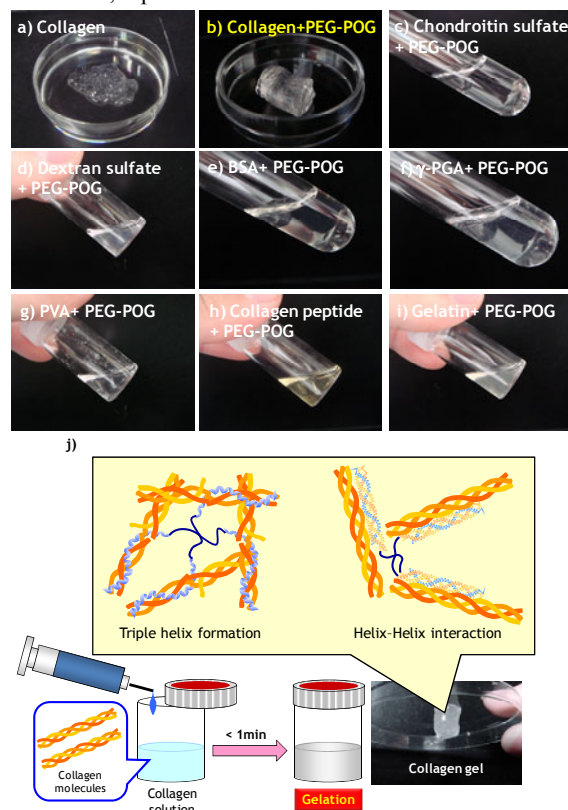 a) Collagen
b) Collagen+PEG-POG
c) Chondroitin sulfate
+ PEG-POG
d) Dextran sulfate
+ PEG-POG
e) BSA+ PEG-POG
f) γ-PGA+ PEG-POG
g) PVA+ PEG-POG
h) Collagen peptide
+ PEG-POG
i) Gelatin+ PEG-POG
j)
Triple helix formation
Helix-Helix interaction
< 1min
Collagen
molecules
Collagen
solution
Gelation
Collagen gel